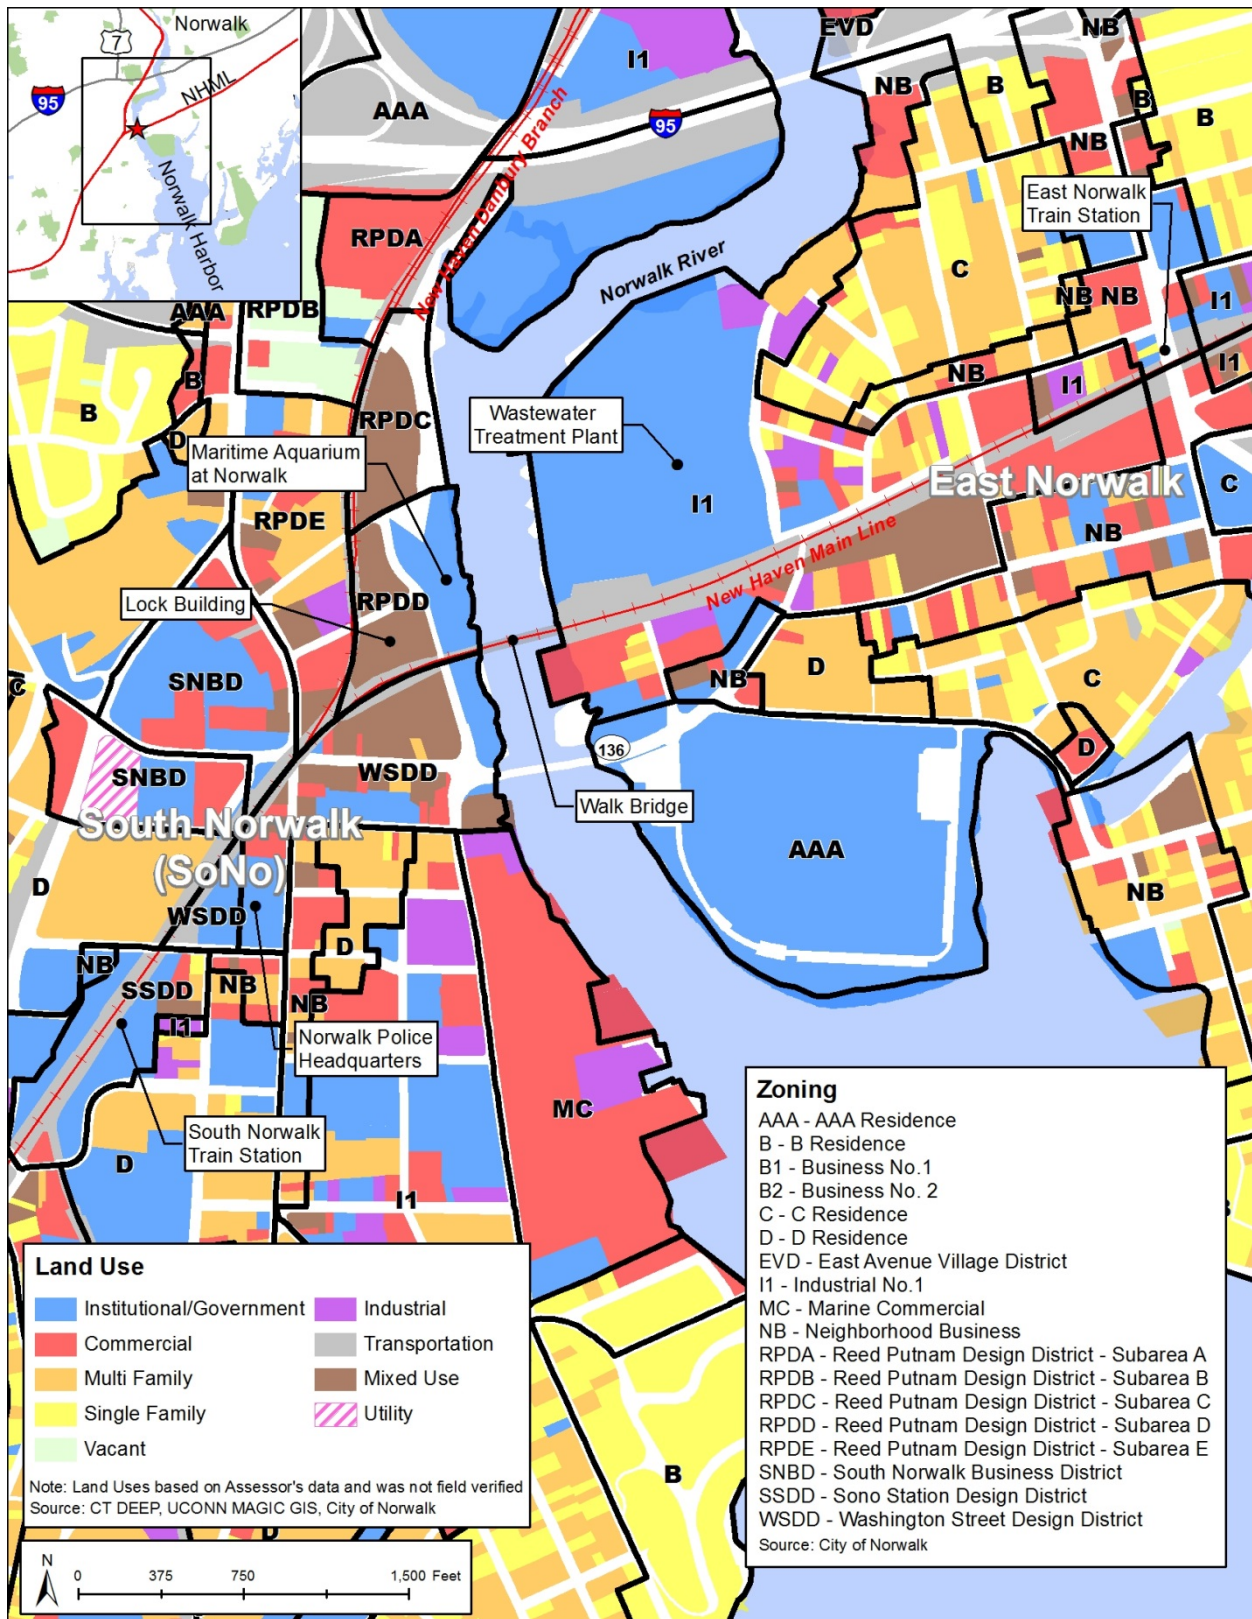 Norwalk
7
95
NHML
Norwalk Harbor
EVD
NB
I1
AAA
95
NB
B
B
B
NB
New Haven Danbury Branch
East Norwalk
Train Station
RPDA
Norwalk River
C
I1
NB
NB
AAA
RPDB
I1
NB
I1
B
B
RPDC
Wastewater
Treatment Plant
D
Maritime Aquarium
at Norwalk
East Norwalk
C
I1
RPDE
NB
New Haven Main Line
Lock Building
RPDD
D
NB
C
SNBD
C
136
D
WSDD
SNBD
Walk Bridge
South Norwalk
(SoNo)
AAA
D
NB
WSDD
D
NB
SSDD
NB
NB
I1
Norwalk Police
Headquarters
MC
South Norwalk
Train Station
D
I1
B
B
D
Zoning
AAA - AAA Residence
B - B Residence
B1 - Business No.1
B2 - Business No. 2
C - C Residence
D - D Residence
EVD - East Avenue Village District
I1 - Industrial No.1
MC - Marine Commercial
NB - Neighborhood Business
RPDA - Reed Putnam Design District - Subarea A
RPDB - Reed Putnam Design District - Subarea B
RPDC - Reed Putnam Design District - Subarea C
RPDD - Reed Putnam Design District - Subarea D
RPDE - Reed Putnam Design District - Subarea E
SNBD - South Norwalk Business District
SSDD - Sono Station Design District
WSDD - Washington Street Design District
Source: City of Norwalk
Land Use
Institutional/Government
Industrial
Commercial
Transportation
Multi Family
Mixed Use
Single Family
Utility
Vacant
Note: Land Uses based on Assessor's data and was not field verified
Source: CT DEEP, UCONN MAGIC GIS, City of Norwalk
N
0 375 750 1,500 Feet